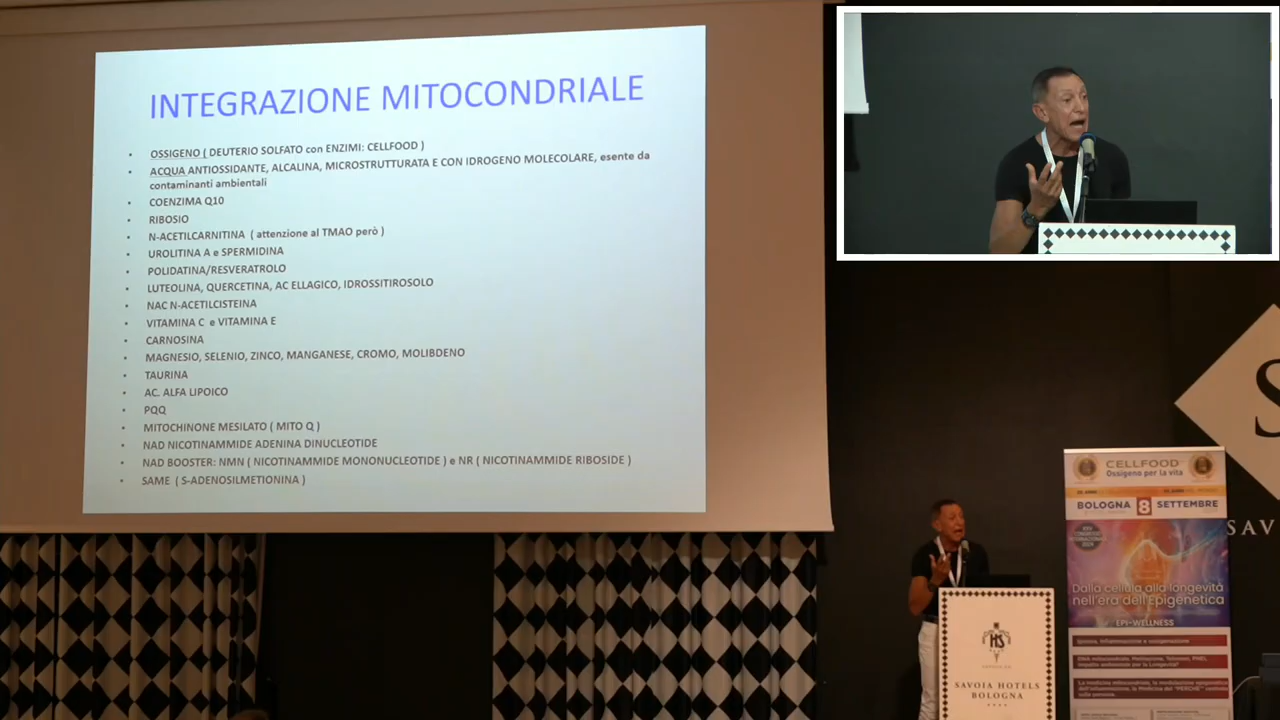 INTEGRAZIONE MITOCONDRIALE
• OSSIGENO ( DEUTERIO SOLFATO con ENZIMI: CELLFOOD )
• ACQUA ANTIOSSIDANTE, ALCALINA, MICROSTRUTTURATA E CON IDROGENO MOLECOLARE, esente da
contaminanti ambientali
• COENZIMA Q10
• RIBOSIO
• N-ACETILCARNITINA ( attenzione al TMAO però )
• UROLITINA A e SPERMIDINA
• POLIDATINA/RESVERATROLO
• LUTEOLINA, QUERCETINA, AC ELLAGICO, IDROSSITIROSOLO
• NAC N-ACETILCISTEINA
• VITAMINA C e VITAMINA E
• CARNOSINA
• MAGNESIO, SELENIO, ZINCO, MANGANESE, CROMO, MOLIBDENO
• TAURINA
• AC. ALFA LIPOICO
• PQQ
• MITOCHINONE MESILATO ( MITO Q )
• NAD NICOTINAMMIDE ADENINA DINUCLEOTIDE
• NAD BOOSTER: NMN ( NICOTINAMMIDE MONONUCLEOTIDE ) e NR ( NICOTINAMMIDE RIBOSIDE )
• SAME ( S-ADENOSILMETIONINA )
S
SAV
HS
SAVOIA HOTELS
BOLOGNA
CELLFOOD
Ossigeno per la vita
BOLOGNA 8 SETTEMBRE
Dalla cellula alla longevità
nell'era dell'Epigenetica
EPI-WELLNESS
Ipossia, Infiammazione e ossigenazione